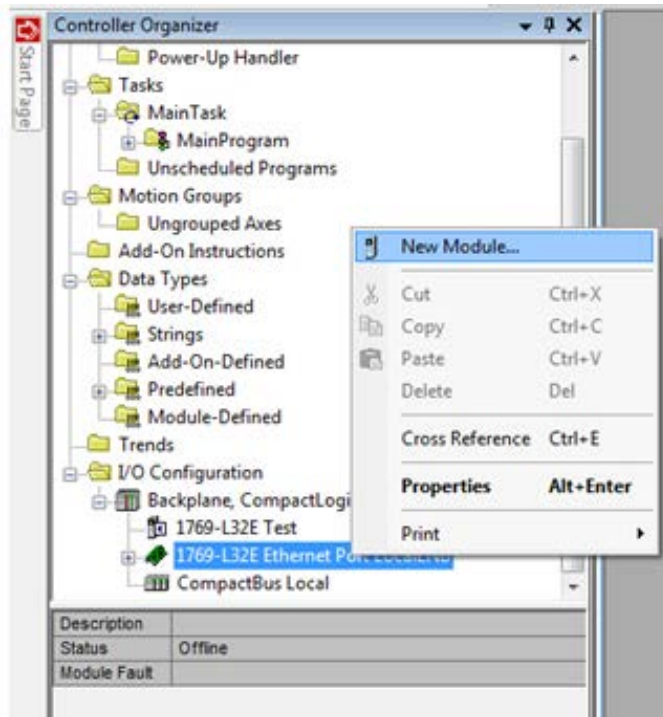 Controller Organizer
Start Page
Power-Up Handler
Tasks
MainTask
MainProgram
Unscheduled Programs
Motion Groups
Ungrouped Axes
Add-On Instructions
Data Types
User-Defined
Strings
Add-On-Defined
Predefined
Module-Defined
Trends
I/O Configuration
Backplane, CompactLogi
1769-L32E Test
1769-L32E Ethernet Port LocalENB
CompactBus Local
New Module...
Cut Ctrl+X
Copy Ctrl+C
Paste Ctrl+V
Delete Del
Cross Reference Ctrl+E
Properties Alt+Enter
Print
Description
Status Offline
Module Fault